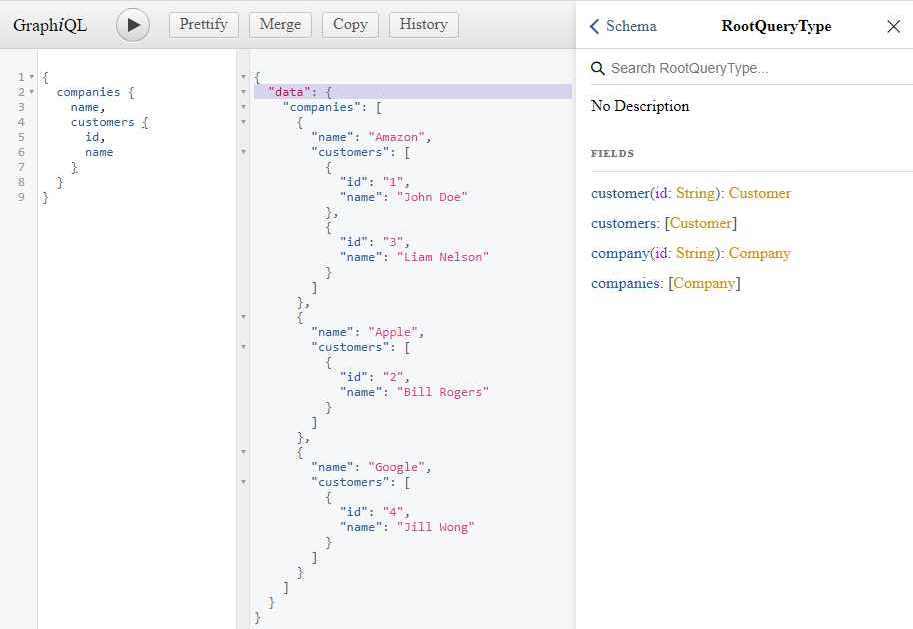 GraphiQL Prettify Merge Copy History
1 {
2   companies {
3     name,
4     customers {
5       id,
6       name
7     }
8   }
9 }
{
  "data": {
    "companies": [
      {
        "name": "Amazon",
        "customers": [
          {
            "id": "1",
            "name": "John Doe"
          },
          {
            "id": "3",
            "name": "Liam Nelson"
          }
        ]
      },
      {
        "name": "Apple",
        "customers": [
          {
            "id": "2",
            "name": "Bill Rogers"
          }
        ]
      },
      {
        "name": "Google",
        "customers": [
          {
            "id": "4",
            "name": "Jill Wong"
          }
        ]
      }
    ]
  }
}
Schema RootQueryType
Search RootQueryType...
No Description
FIELDS
customer(id: String): Customer
customers: [Customer]
company(id: String): Company
companies: [Company]